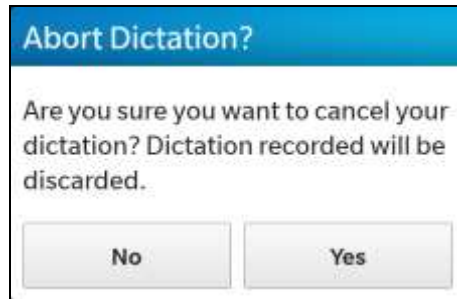 Abort Dictation?
Are you sure you want to cancel your
dictation? Dictation recorded will be
discarded.
No
Yes